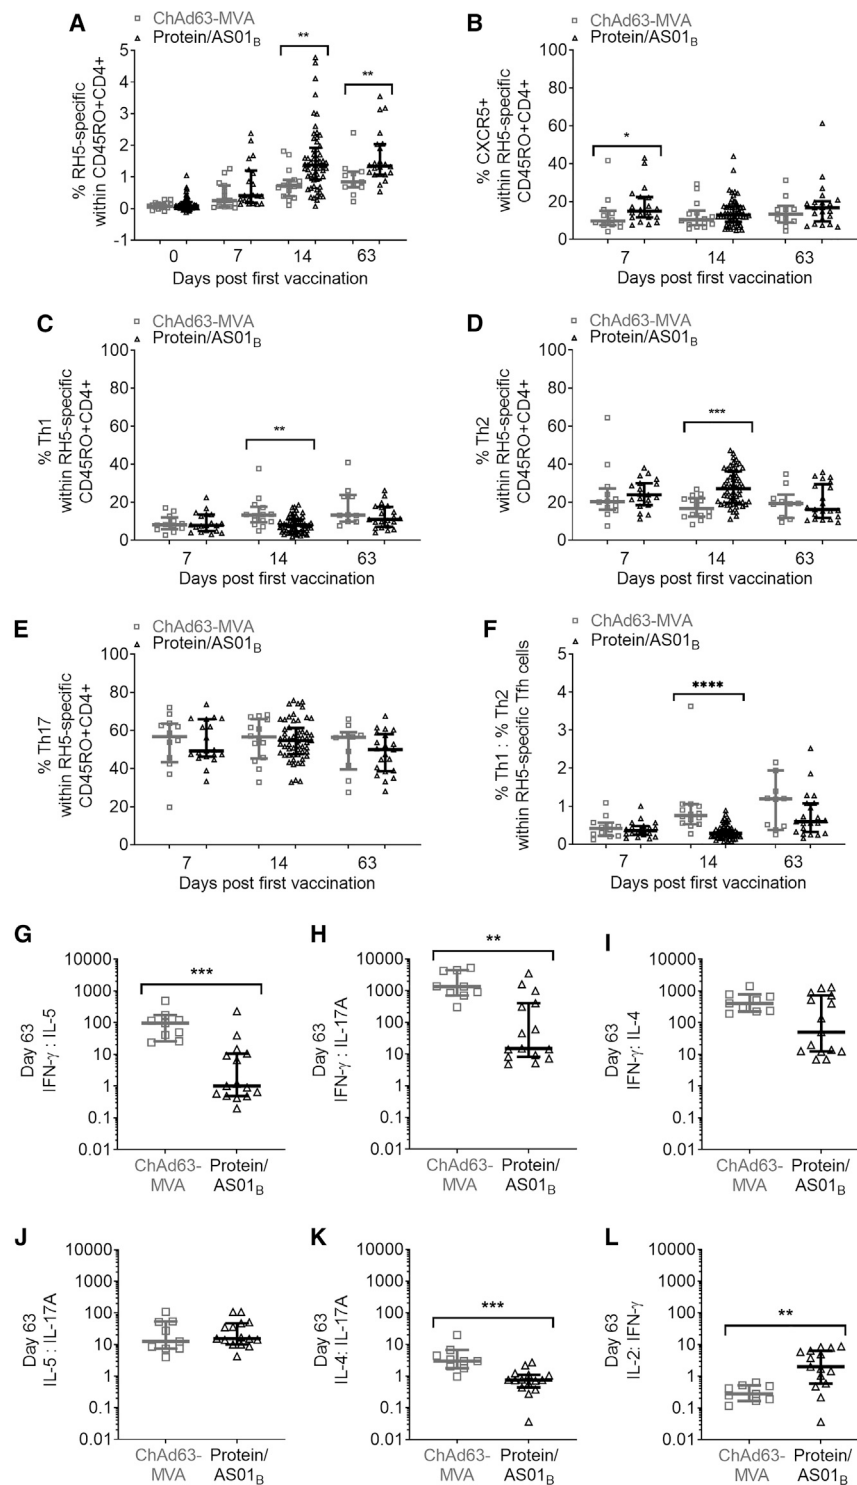 A
ChAd63-MVA
Protein/AS01B
% RH5-specific
within CD45RO+CD4+
5
4
3
2
1
0
-1
**
**
0 7 14 63
Days post first vaccination
B
ChAd63-MVA
Protein/AS01B
% CXCR5+
within RH5-specific
CD45RO+CD4+
100
80
60
40
20
0
*
7 14 63
Days post first vaccination
C
ChAd63-MVA
Protein/AS01B
% Th1
within RH5-specific
CD45RO+CD4+
100
80
60
40
20
0
**
7 14 63
Days post first vaccination
D
ChAd63-MVA
Protein/AS01B
% Th2
within RH5-specific
CD45RO+CD4+
100
80
60
40
20
0
***
7 14 63
Days post first vaccination
E
ChAd63-MVA
Protein/AS01B
% Th17
within RH5-specific
CD45RO+CD4+
100
80
60
40
20
0
7 14 63
Days post first vaccination
F
ChAd63-MVA
Protein/AS01B
% Th1 : % Th2
within RH5-specific Tfh cells
5
4
3
2
1
0
****
7 14 63
Days post first vaccination
G
Day 63
IFN-γ : IL-5
10000
1000
100
10
1
0.1
0.01
***
ChAd63-
MVA
Protein/
AS01B
H
Day 63
IFN-γ : IL-17A
10000
1000
100
10
1
0.1
0.01
**
ChAd63-
MVA
Protein/
AS01B
I
Day 63
IFN-γ: IL-4
10000
1000
100
10
1
0.1
0.01
ChAd63-
MVA
Protein/
AS01B
J
Day 63
IL-5 : IL-17A
10000
1000
100
10
1
0.1
0.01
ChAd63-
MVA
Protein/
AS01B
K
Day 63
IL-4: IL-17A
10000
1000
100
10
1
0.1
0.01
***
ChAd63-
MVA
Protein/
AS01B
L
Day 63
IL-2: IFN-γ
10000
1000
100
10
1
0.1
0.01
**
ChAd63-
MVA
Protein/
AS01B